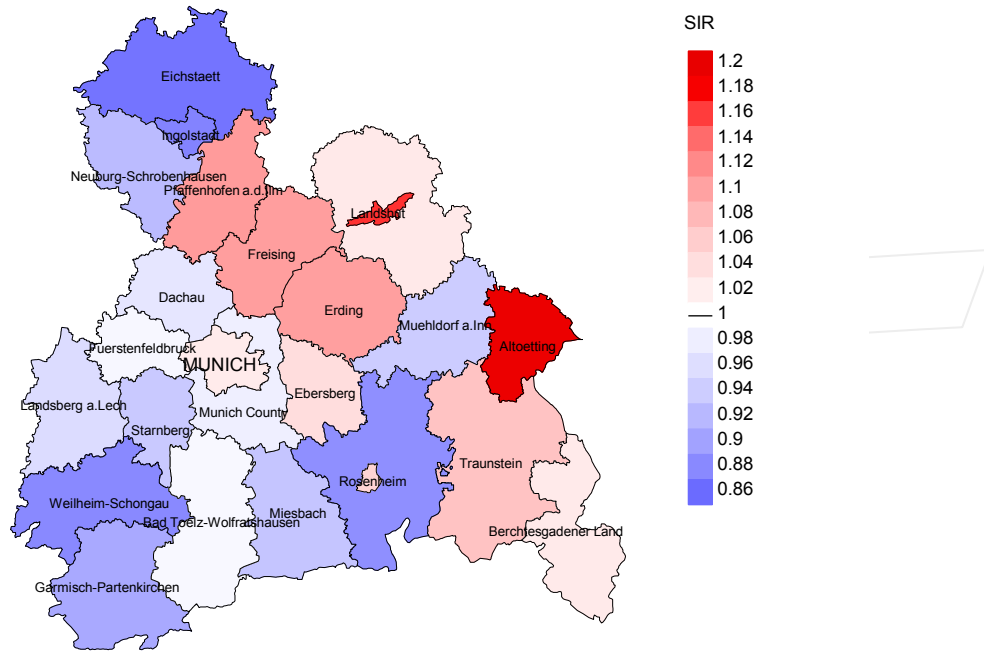 SIR
Eichstaett
1.2
1.18
1.16
1.14
Ingolstadt
1.12
Neuburg-Schrobenhausen
Pfaffenhofen a.d.Ilm
1.1
Landshut
1.08
1.06
Freising
1.04
1.02
Dachau
Erding
1
Muehldorf a.Inn
0.98
Fuerstenfeldbruck
Altoetting
MUNICH
0.96
Ebersberg
0.94
Landsberg a.Lech
Munich County
0.92
Starnberg
0.9
Traunstein
0.88
Rosenheim
0.86
Weilheim-Schongau
Miesbach
Bad Toelz-Wolfratshausen
Berchtesgadener Land
Garmisch-Partenkirchen